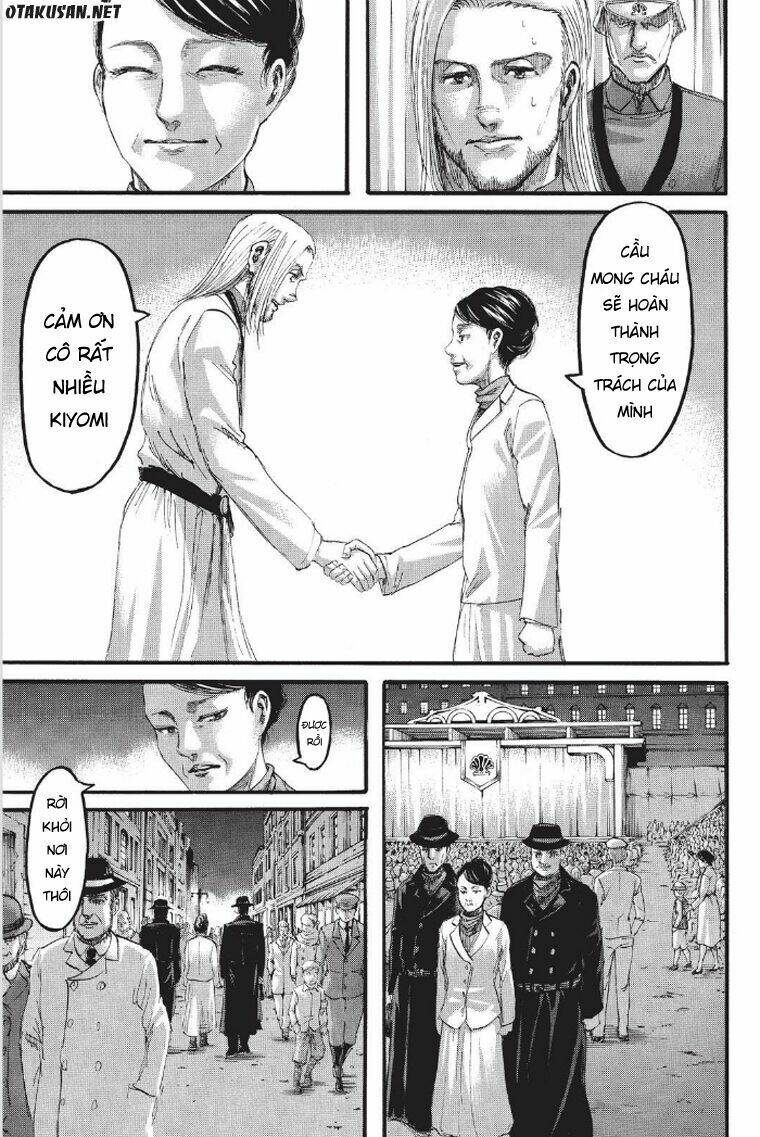 OTAKUSAN.NET
CẦU
MONG CHÁU
SẼ HOÀN
THÀNH
TRỌNG
TRÁCH CỦA
MÌNH
CẢM ƠN
CÔ RẤT
NHIỀU
KIYOMI
ĐƯỢC
RỒI
RỜI
KHỎI
NƠI
NÀY
THÔI